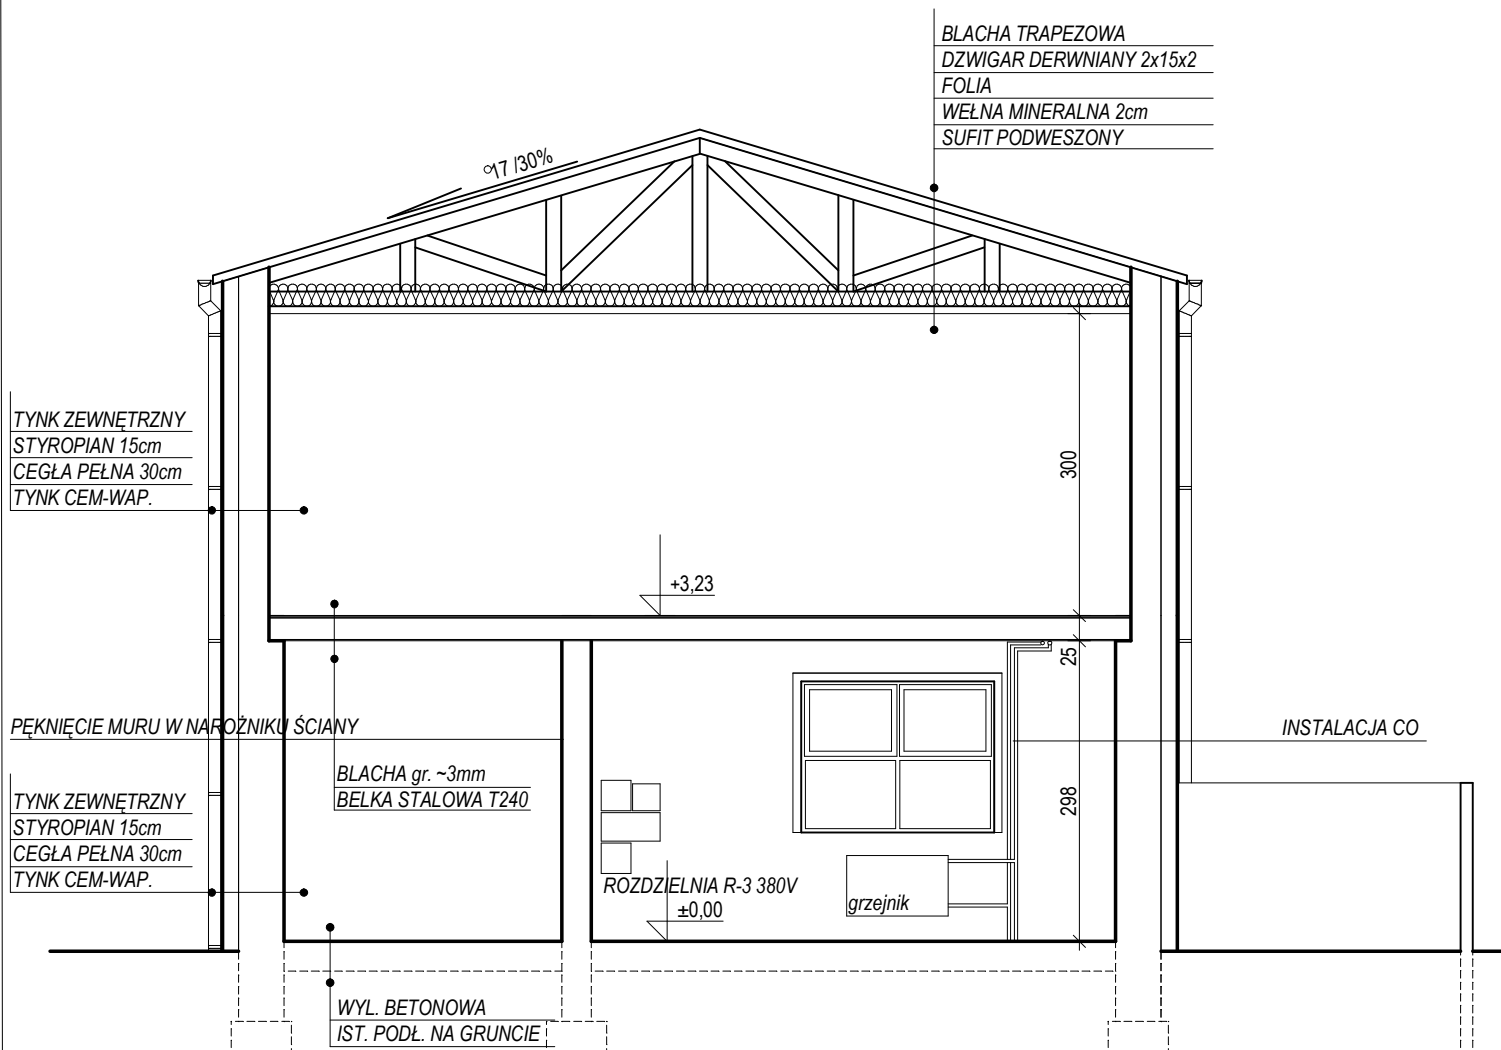 BLACHA TRAPEZOWA
DZWIGAR DERWNIANY 2x15x2
FOLIA
WEŁNA MINERALNA 2cm
SUFIT PODWESZONY
°17 /30%
TYNK ZEWNĘTRZNY
STYROPIAN 15cm
CEGŁA PEŁNA 30cm
TYNK CEM-WAP.
300
+3,23
25
PĘKNIĘCIE MURU W NAROŻNIKU ŚCIANY
INSTALACJA CO
BLACHA gr. ~3mm
BELKA STALOWA T240
TYNK ZEWNĘTRZNY
STYROPIAN 15cm
CEGŁA PEŁNA 30cm
TYNK CEM-WAP.
298
ROZDZIELNIA R-3 380V
grzejnik
±0,00
WYL. BETONOWA
IST. PODŁ. NA GRUNCIE